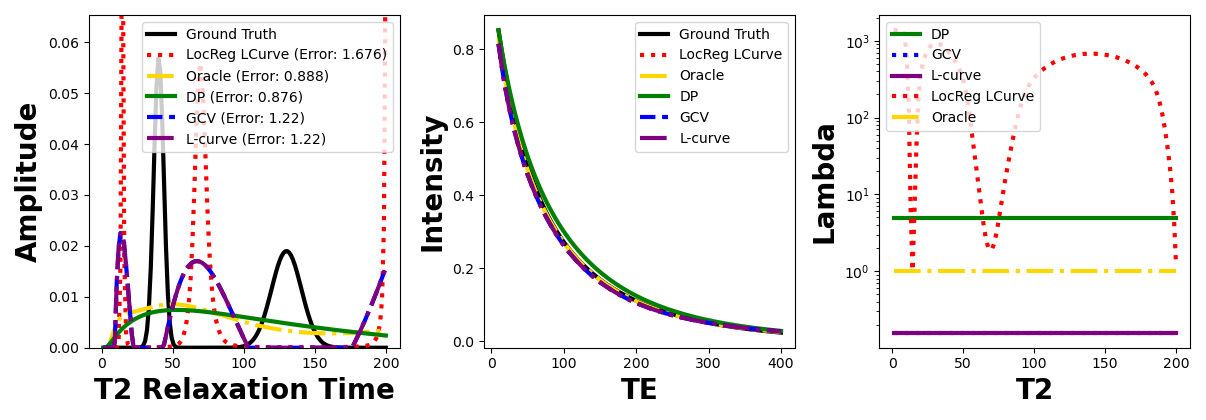 Amplitude
0.06
0.05
0.04
0.03
0.02
0.01
0.00
0
50
100
150
200
T2 Relaxation Time
Ground Truth
LocReg LCurve (Error: 1.676)
Oracle (Error: 0.888)
DP (Error: 0.876)
GCV (Error: 1.22)
L-curve (Error: 1.22)
Intensity
0.8
0.6
0.4
0.2
0.0
0
100
200
300
400
TE
Ground Truth
LocReg LCurve
Oracle
DP
GCV
L-curve
Lambda
10³
10²
10¹
10⁰
0
50
100
150
200
T2
DP
GCV
L-curve
LocReg LCurve
Oracle